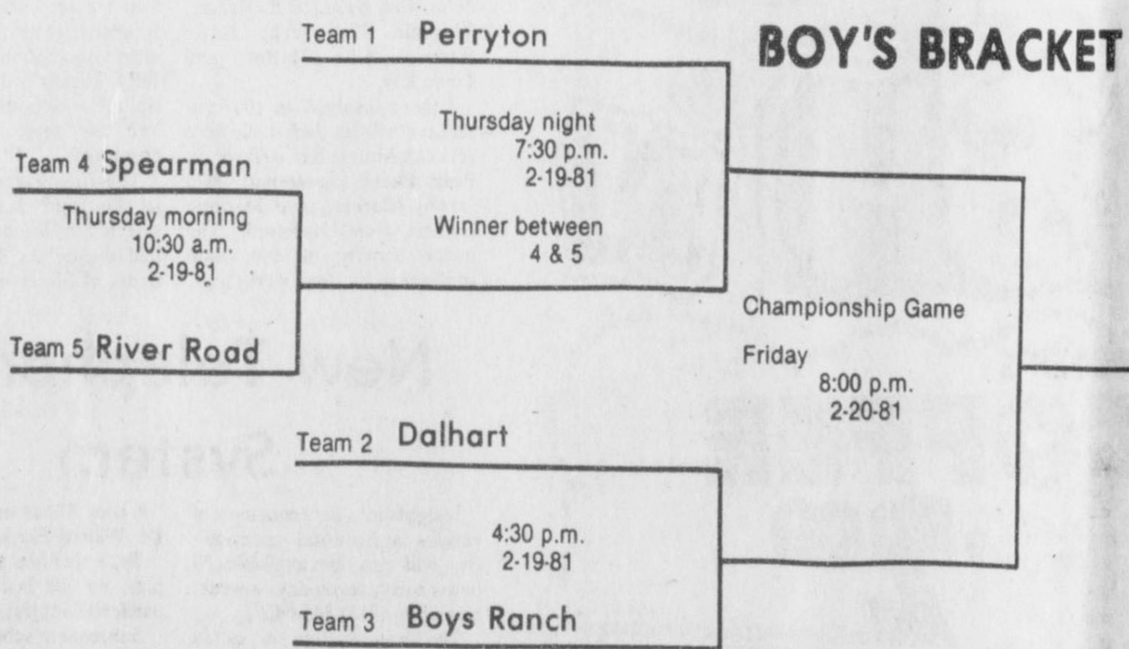 BOY'S BRACKET
Team 1 Perryton
Thursday night
7:30 p.m.
2-19-81
Team 4 Spearman
Thursday morning
10:30 a.m.
2-19-81
Winner between
4 & 5
Team 5 River Road
Championship Game
Friday
8:00 p.m.
2-20-81
Team 2 Dalhart
4:30 p.m.
2-19-81
Team 3 Boys Ranch